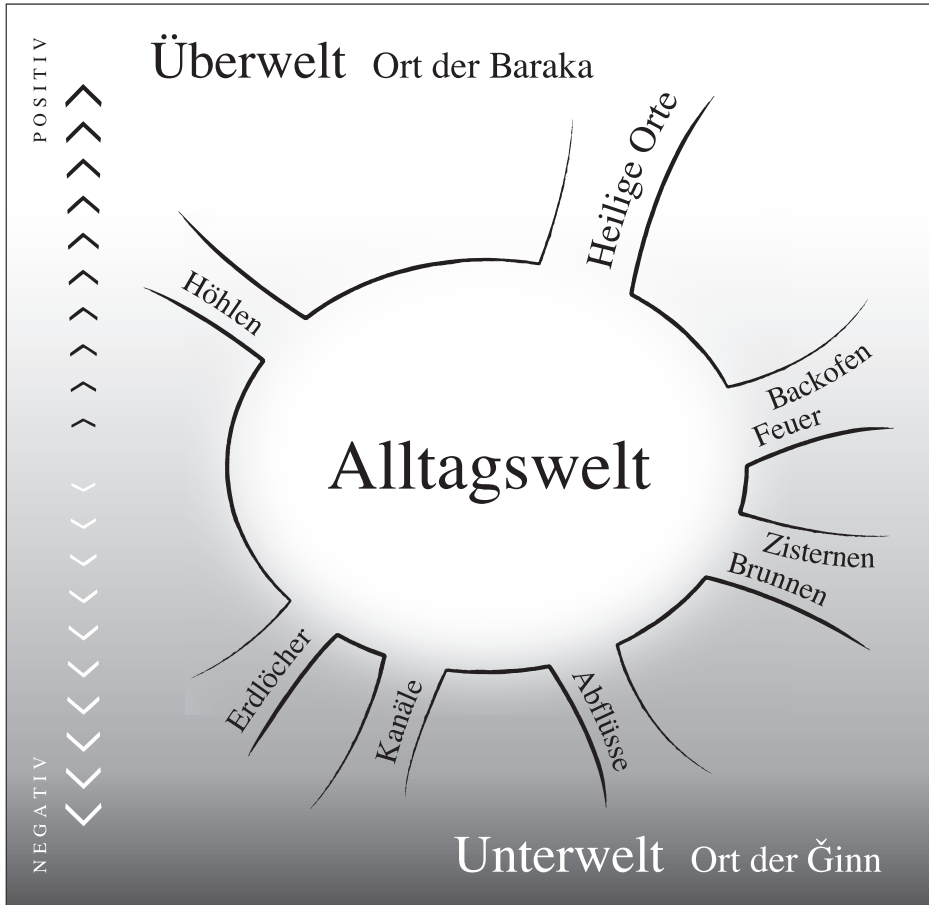 POSITIV
Überwelt Ort der Baraka
Heilige Orte
Höhlen
Backofen
Feuer
Alltagswelt
Zisternen
Brunnen
Erdlöcher
Kanäle
Abflüsse
NEGATIV
Unterwelt Ort der Ǧinn